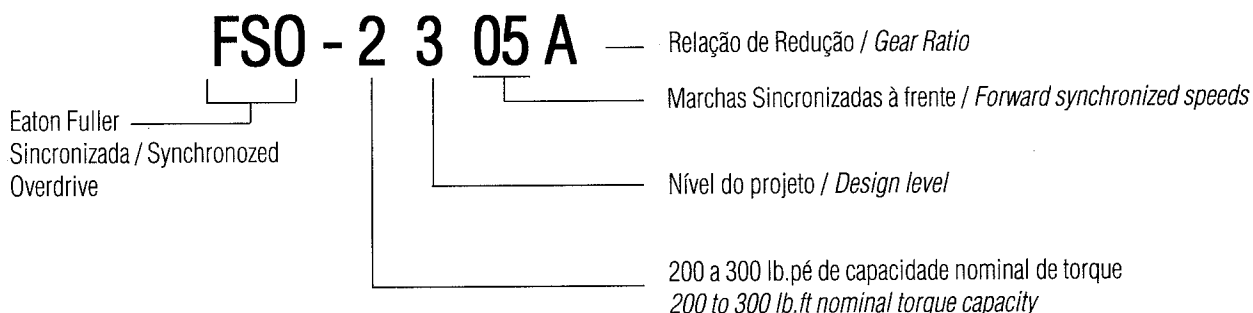 FSO - 2 3 05 A
Relação de Redução / Gear Ratio
Marchas Sincronizadas à frente / Forward synchronized speeds
Eaton Fuller
Sincronizada / Synchronozed
Overdrive
Nível do projeto / Design level
200 a 300 lb.pé de capacidade nominal de torque
200 to 300 lb.ft nominal torque capacity